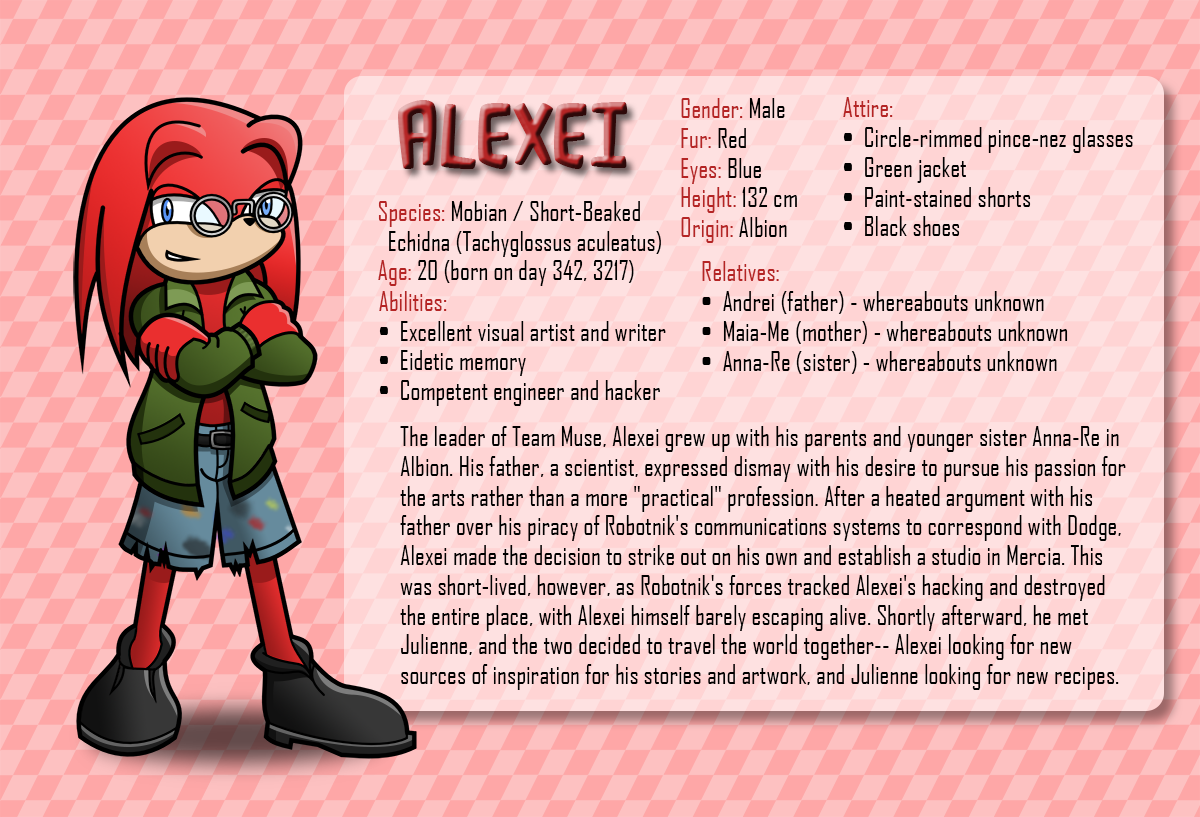 ALEXEI
Species: Mobian / Short-Beaked
Echidna (Tachyglossus aculeatus)
Age: 20 (born on day 342, 3217)
Abilities:
• Excellent visual artist and writer
• Eidetic memory
• Competent engineer and hacker
Gender: Male
Fur: Red
Eyes: Blue
Height: 132 cm
Origin: Albion
Attire:
• Circle-rimmed pince-nez glasses
• Green jacket
• Paint-stained shorts
• Black shoes
Relatives:
• Andrei (father) - whereabouts unknown
• Maia-Me (mother) - whereabouts unknown
• Anna-Re (sister) - whereabouts unknown
The leader of Team Muse, Alexei grew up with his parents and younger sister Anna-Re in
Albion. His father, a scientist, expressed dismay with his desire to pursue his passion for
the arts rather than a more "practical" profession. After a heated argument with his
father over his piracy of Robotnik's communications systems to correspond with Dodge,
Alexei made the decision to strike out on his own and establish a studio in Mercia. This
was short-lived, however, as Robotnik's forces tracked Alexei's hacking and destroyed
the entire place, with Alexei himself barely escaping alive. Shortly afterward, he met
Julienne, and the two decided to travel the world together-- Alexei looking for new
sources of inspiration for his stories and artwork, and Julienne looking for new recipes.